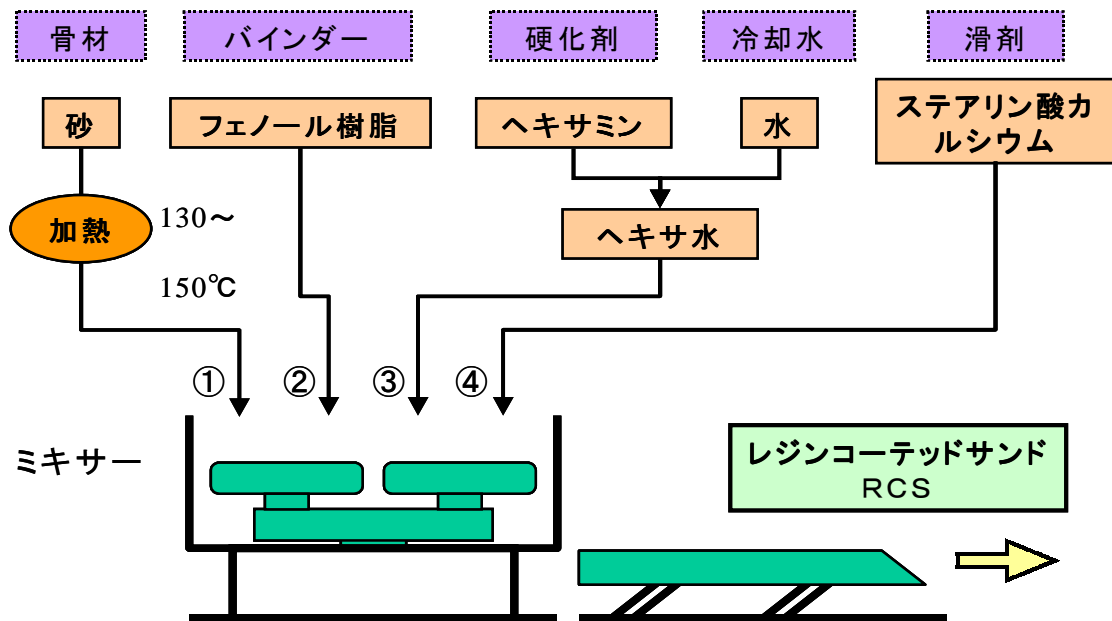 骨材
バインダー
硬化剤
冷却水
滑剤
砂
フェノール樹脂
ヘキサミン
水
ステアリン酸カ
ルシウム
加熱
130～
150℃
ヘキサ水
①
②
③
④
ミキサー
レジンコーテッドサンド
ＲＣＳ